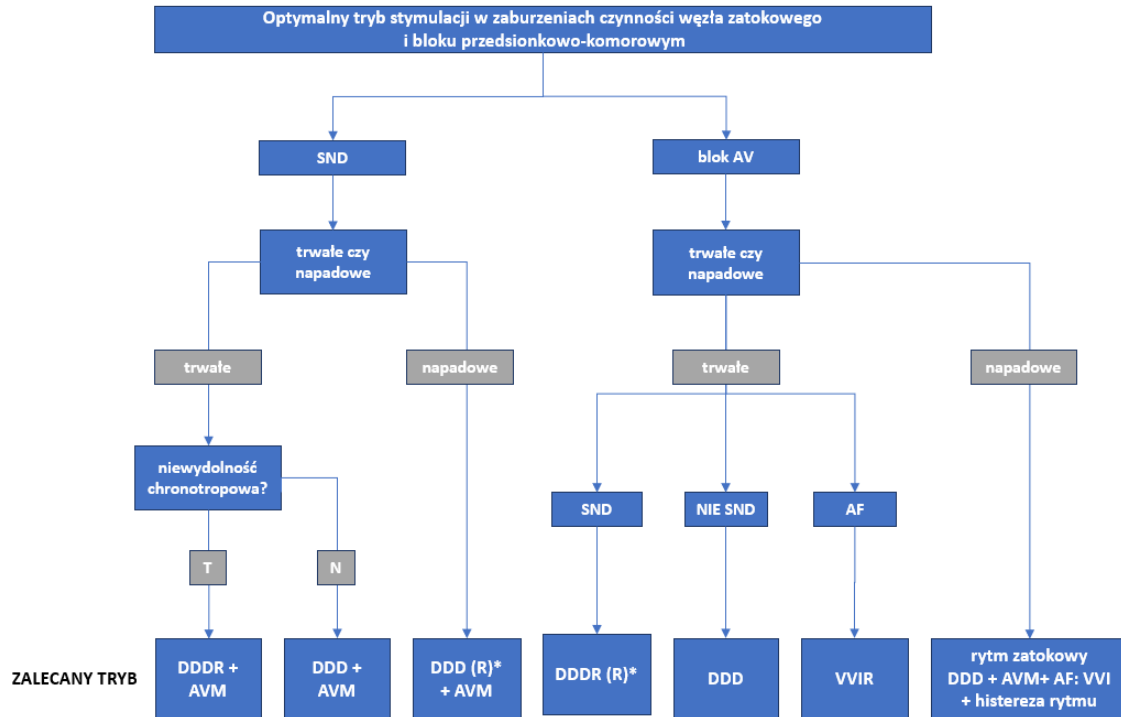 Optymalny tryb stymulacji w zaburzeniach czynności węzła zatokowego
i bloku przedsionkowo-komorowym
SND
blok AV
trwałe czy
napadowe
trwałe czy
napadowe
trwałe
napadowe
trwałe
napadowe
niewydolność
chronotropowa?
SND
NIE SND
AF
T
N
ZALECANY TRYB
DDDR +
AVM
DDD +
AVM
DDD (R)*
+ AVM
DDDR (R)*
DDD
VVIR
rytm zatokowy
DDD + AVM+ AF: VVI
+ histereza rytmu